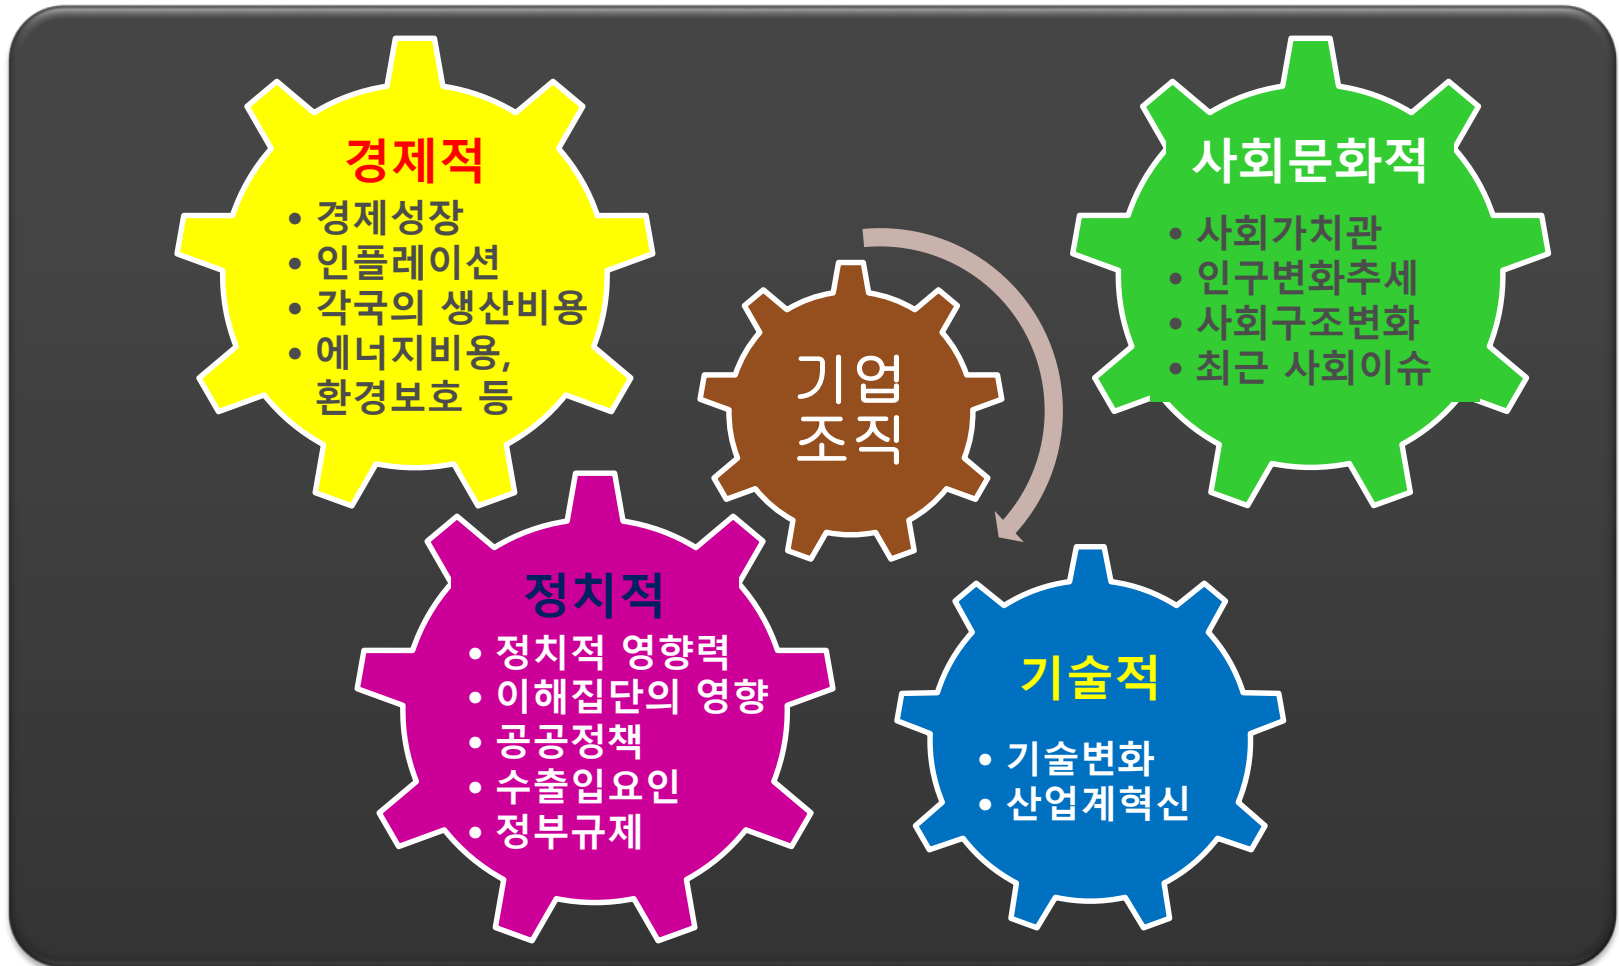 경제적
• 경제성장
• 인플레이션
• 각국의 생산비용
• 에너지비용,
환경보호 등
사회문화적
• 사회가치관
• 인구변화추세
• 사회구조변화
• 최근 사회이슈
기업
조직
정치적
• 정치적 영향력
• 이해집단의 영향
• 공공정책
• 수출입요인
• 정부규제
기술적
• 기술변화
• 산업계혁신